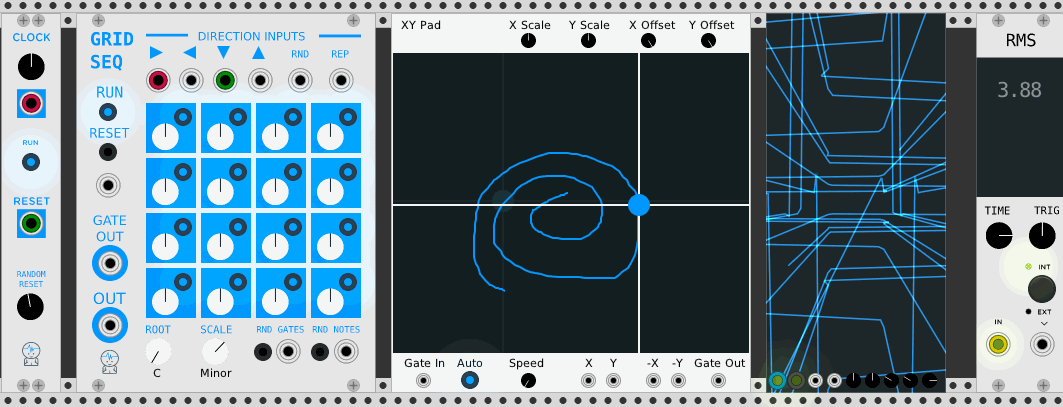 CLOCK
RUN
RESET
RANDOM
RESET
GRID
SEQ
DIRECTION INPUTS
RND
REP
RUN
RESET
GATE
OUT
OUT
ROOT
SCALE
RND GATES
RND NOTES
C
Minor
XY Pad
X Scale
Y Scale
X Offset
Y Offset
Gate In
Auto
Speed
X
Y
-X
-Y
Gate Out
RMS
3.88
TIME
TRIG
INT
EXT
IN